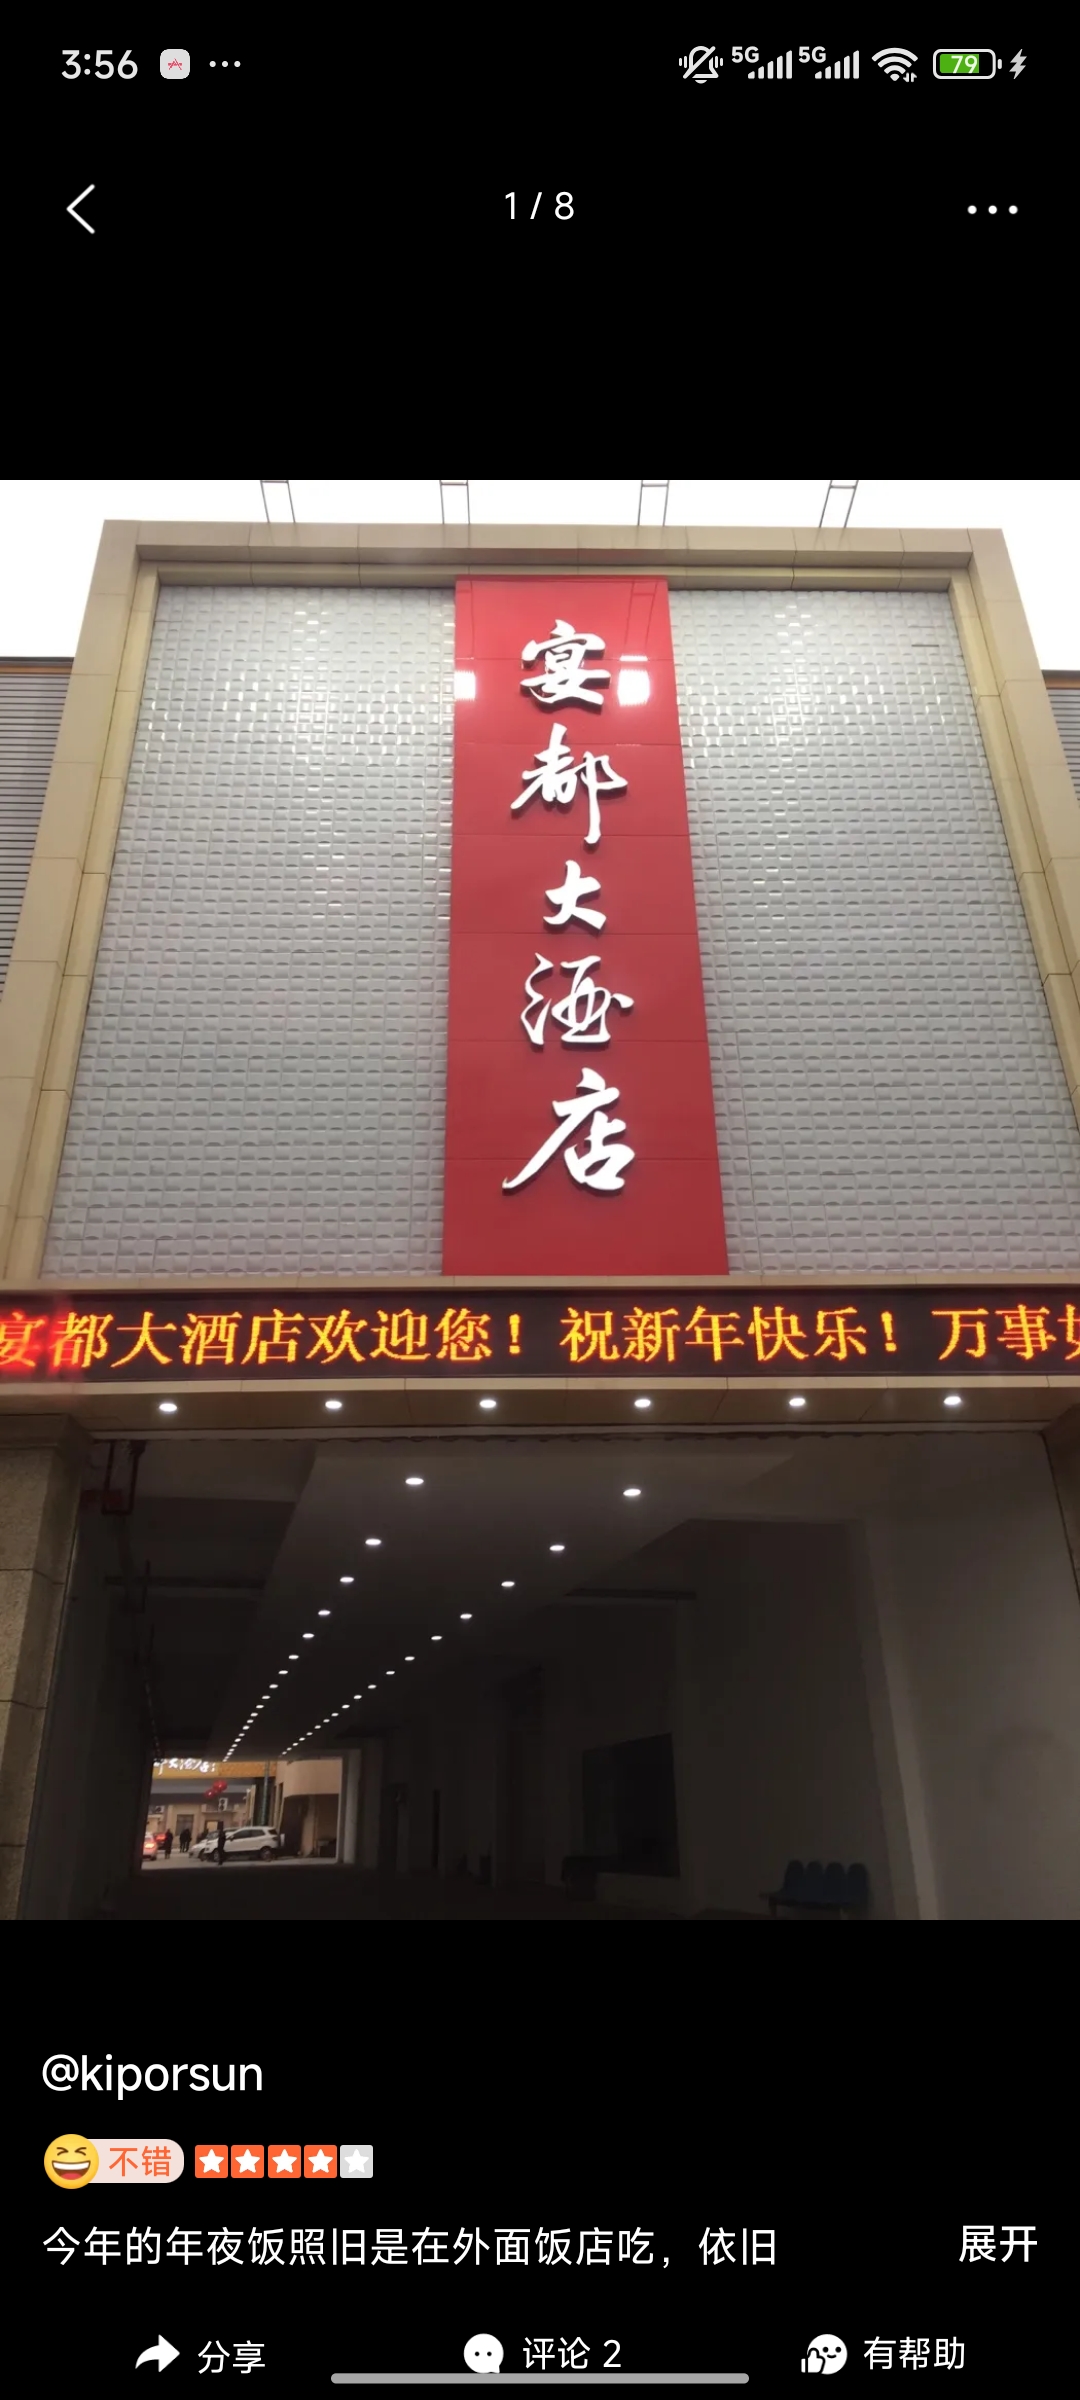 3:56
5G 5G 79
1 / 8
宴都大酒店
宴都大酒店欢迎您！祝新年快乐！万事如
@kiporsun
不错
今年的年夜饭照旧是在外面饭店吃，依旧
展开
分享
评论 2
有帮助